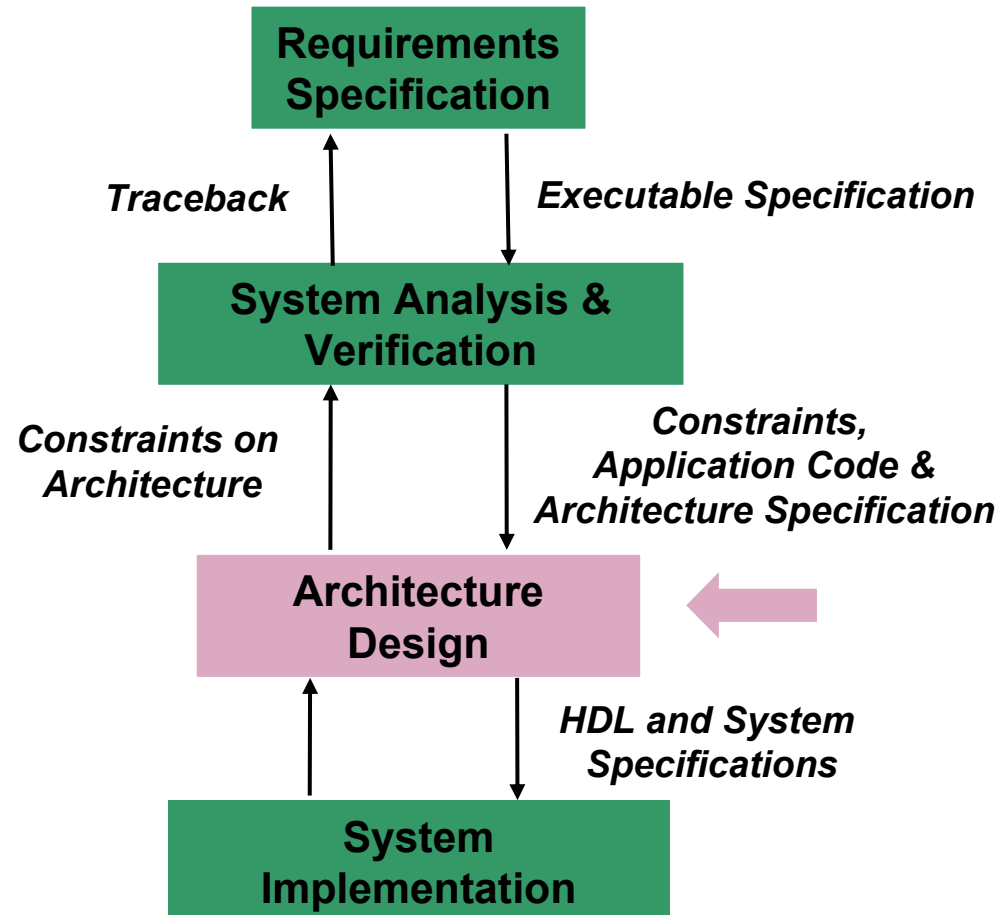 Requirements
Specification
Traceback
Executable Specification
System Analysis &
Verification
Constraints on
Architecture
Constraints,
Application Code &
Architecture Specification
Architecture
Design
HDL and System
Specifications
System
Implementation